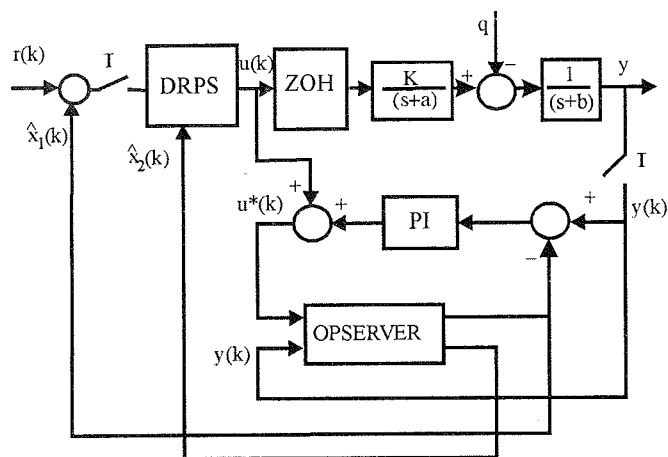 r(k)
T
DRPS
u(k)
ZOH
K
(s+a)
+
q
−
1
(s+b)
y
T
x̂₁(k)
x̂₂(k)
+
u*(k)
+
PI
+
−
y(k)
OPSERVER
y(k)